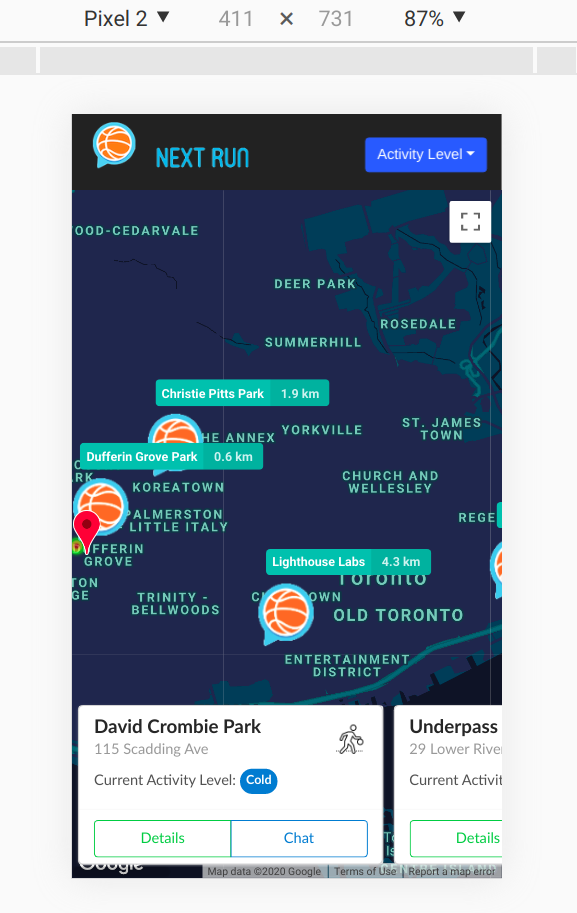 Pixel 2 ▼ 411 × 731 87% ▼
NEXT RUN
Activity Level
OOD-CEDARVALE
DEER PARK
ROSEDALE
SUMMERHILL
Christie Pitts Park 1.9 km
HE ANNEX
YORKVILLE
ST. JAMES
TOWN
Dufferin Grove Park 0.6 km
RK
KOREATOWN
CHURCH AND
WELLESLEY
PALMERSTON
LITTLE ITALY
REGE
FFERIN
GROVE
Lighthouse Labs 4.3 km
Toronto
TON
GE
TRINITY -
BELLWOODS
OWN
OLD TORONTO
ENTERTAINMENT
DISTRICT
David Crombie Park
115 Scadding Ave
Current Activity Level: Cold
Details
Chat
Underpass
29 Lower River
Current Activit
Details
Google
Map data ©2020 Google
Terms of Use
Report a map error